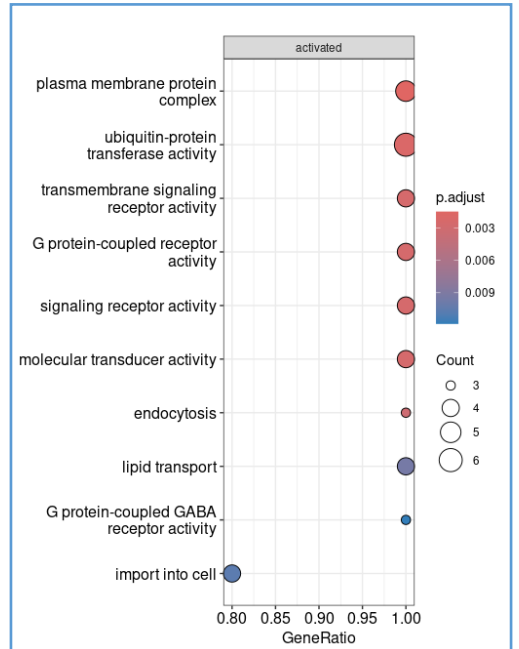 activated
plasma membrane protein
complex
ubiquitin-protein
transferase activity
transmembrane signaling
receptor activity
G protein-coupled receptor
activity
signaling receptor activity
molecular transducer activity
endocytosis
lipid transport
G protein-coupled GABA
receptor activity
import into cell
0.80 0.85 0.90 0.95 1.00
GeneRatio
p.adjust
0.003
0.006
0.009
Count
3
4
5
6